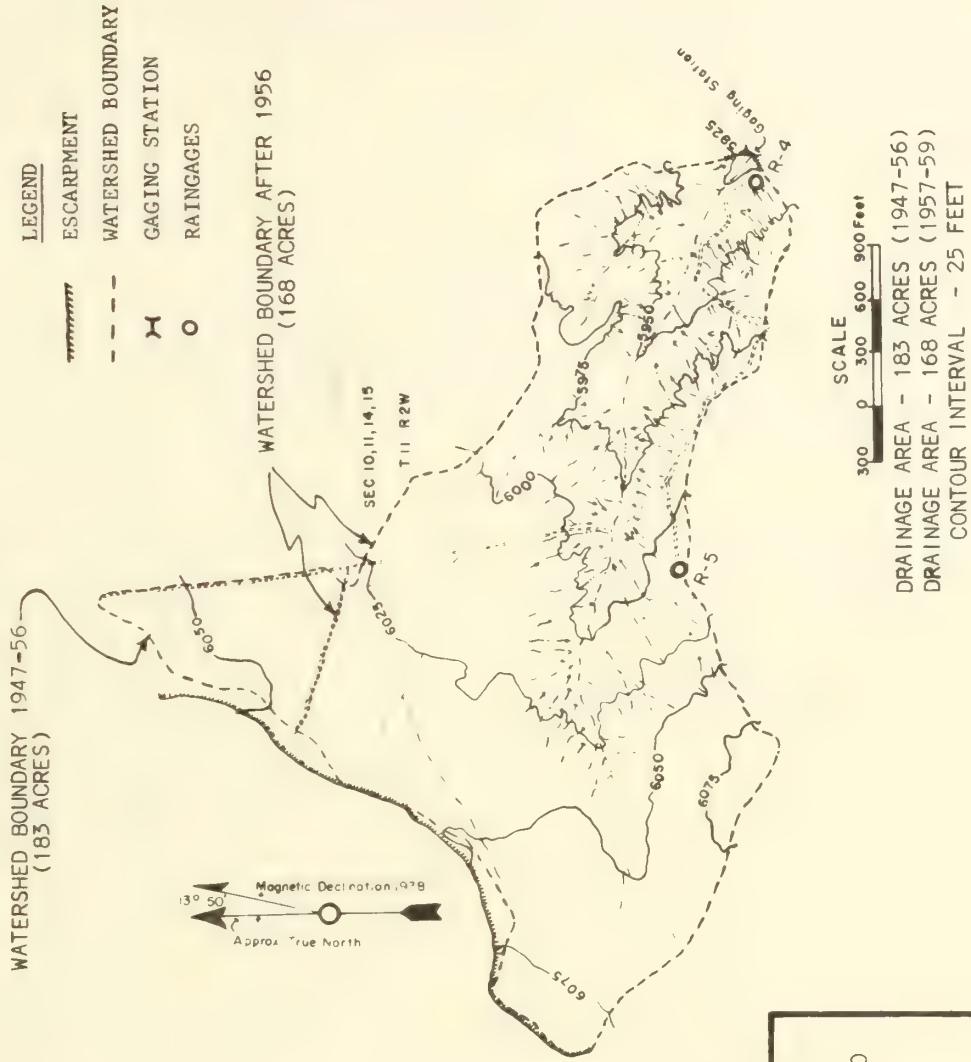 WATERSHED BOUNDARY 1947-56
(183 ACRES)
LEGEND
ESCARPMENT
WATERSHED BOUNDARY
GAGING STATION
RAINGAGES
WATERSHED BOUNDARY AFTER 1956
(168 ACRES)
SEC 10, 11, 14, 15
T11 R2W
13° 50'
Magnetic Declination 1978
Approx True North
6050
6025
6000
5975
5950
5925
Gaging Station
R-4
R-5
6050
6075
6075
SCALE
300 0 300 600 900 Feet
DRAINAGE AREA - 183 ACRES (1947-56)
DRAINAGE AREA - 168 ACRES (1957-59)
CONTOUR INTERVAL - 25 FEET